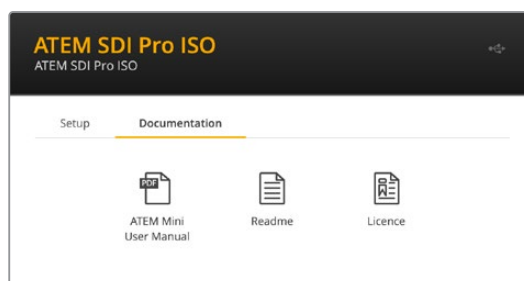 ATEM SDI Pro ISO
ATEM SDI Pro ISO
Setup
Documentation
PDF
ATEM Mini
User Manual
Readme
Licence